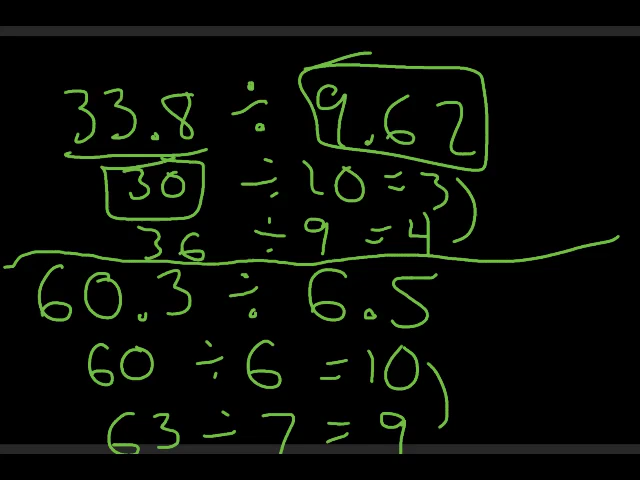 33.8 ÷ 9.62
30 ÷ 10 = 3
36 ÷ 9 = 4
60.3 ÷ 6.5
60 ÷ 6 = 10
63 ÷ 7 = 9